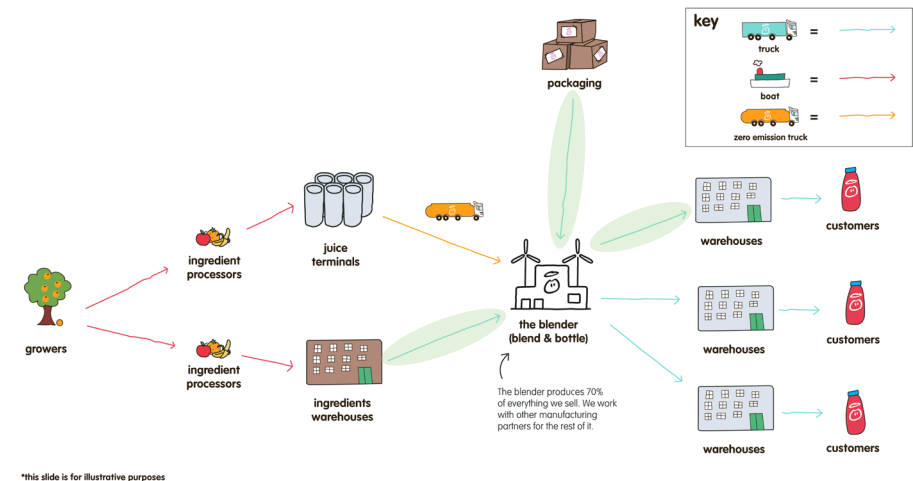 key
truck
=
boat
=
zero emission truck
=
packaging
growers
ingredient
processors
ingredient
processors
juice
terminals
ingredients
warehouses
the blender
(blend & bottle)
The blender produces 70%
of everything we sell. We work
with other manufacturing
partners for the rest of it.
warehouses
customers
warehouses
customers
warehouses
customers
*this slide is for illustrative purposes